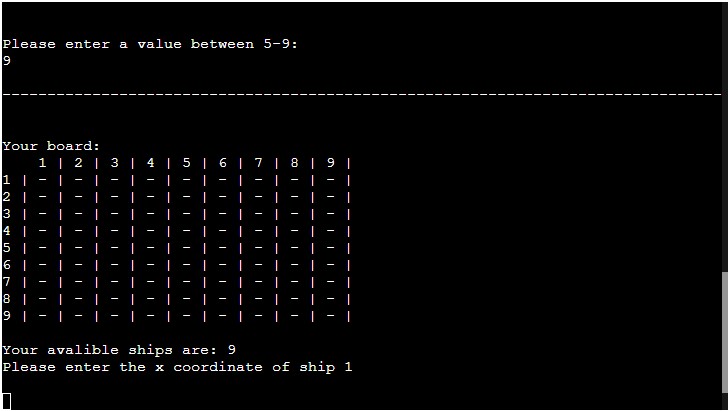 Please enter a value between 5-9:
9
--------------------------------------------------------------------------------
Your board:
    1 | 2 | 3 | 4 | 5 | 6 | 7 | 8 | 9 |
1 | - | - | - | - | - | - | - | - | - |
2 | - | - | - | - | - | - | - | - | - |
3 | - | - | - | - | - | - | - | - | - |
4 | - | - | - | - | - | - | - | - | - |
5 | - | - | - | - | - | - | - | - | - |
6 | - | - | - | - | - | - | - | - | - |
7 | - | - | - | - | - | - | - | - | - |
8 | - | - | - | - | - | - | - | - | - |
9 | - | - | - | - | - | - | - | - | - |
Your avalible ships are: 9
Please enter the x coordinate of ship 1